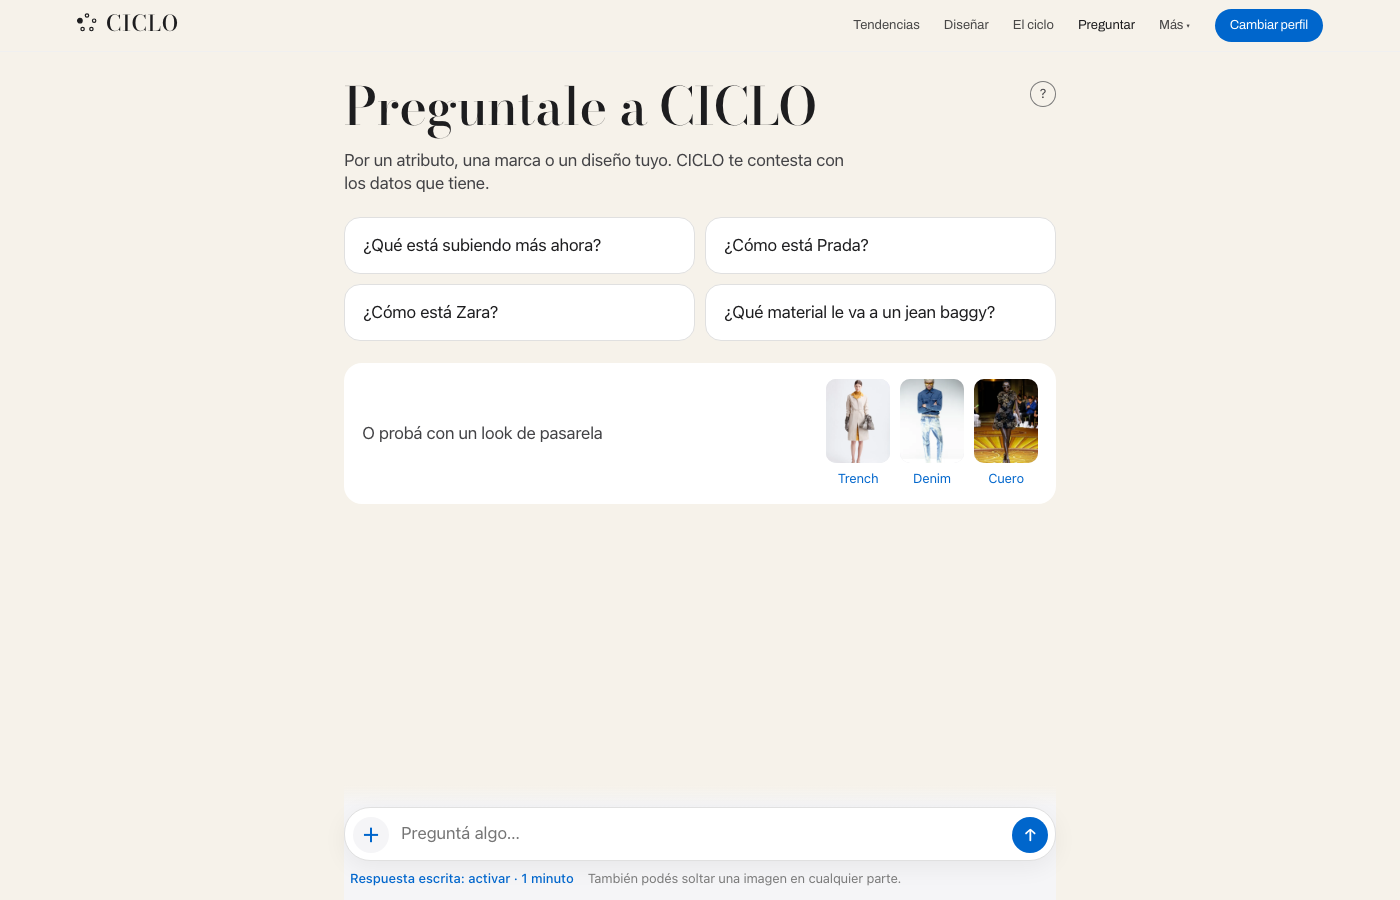 CICLO
Tendencias
Diseñar
El ciclo
Preguntar
Más
Cambiar perfil
Preguntale a CICLO
?
Por un atributo, una marca o un diseño tuyo. CICLO te contesta con
los datos que tiene.
¿Qué está subiendo más ahora?
¿Cómo está Prada?
¿Cómo está Zara?
¿Qué material le va a un jean baggy?
O probá con un look de pasarela
Trench
Denim
Cuero
Preguntá algo...
Respuesta escrita: activar · 1 minuto
También podés soltar una imagen en cualquier parte.